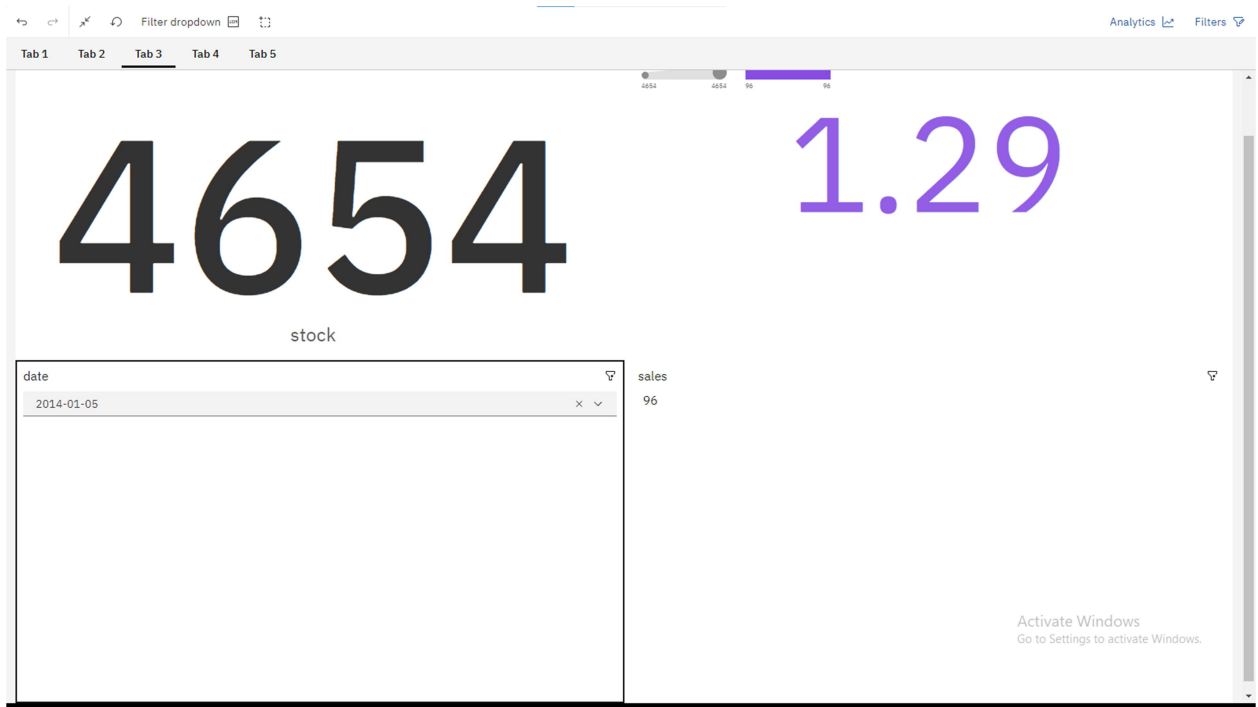 Filter dropdown
Analytics
Filters
Tab 1 Tab 2 Tab 3 Tab 4 Tab 5
4654 4654 96 96
4654
1.29
stock
date
2014-01-05
sales
96
Activate Windows
Go to Settings to activate Windows.